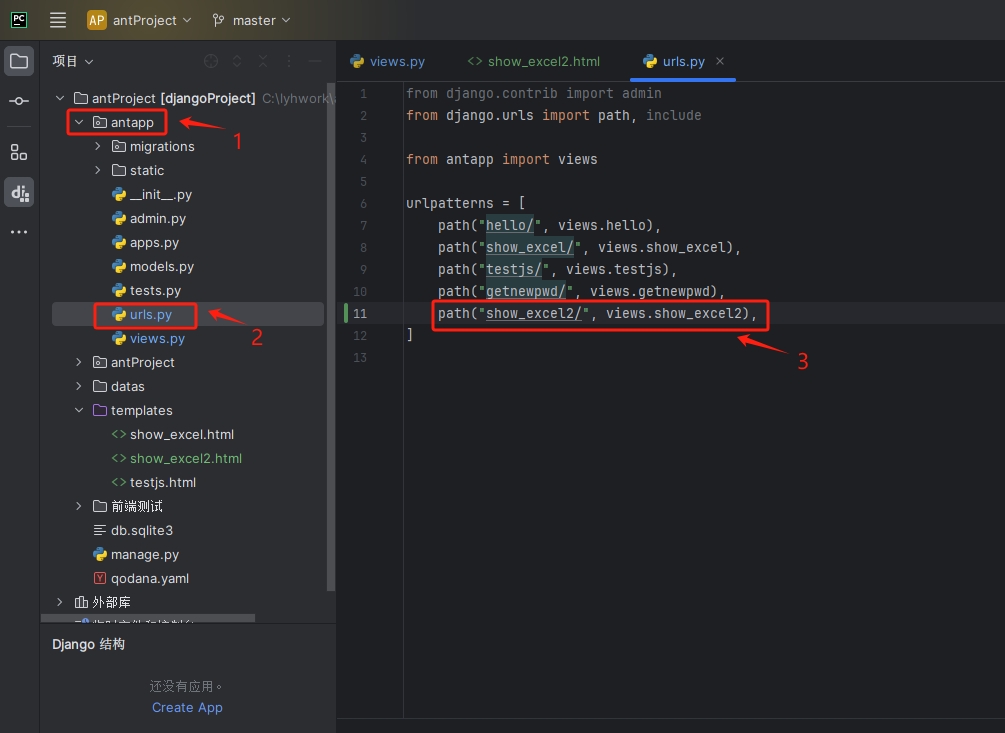 PC AP antProject master
项目
views.py show_excel2.html urls.py
antProject [djangoProject] C:\lyhwork\
antapp
1
migrations
static
__init__.py
admin.py
apps.py
models.py
tests.py
urls.py
2
views.py
antProject
datas
templates
show_excel.html
show_excel2.html
testjs.html
前端测试
db.sqlite3
manage.py
qodana.yaml
外部库
Django 结构
还没有应用。
Create App
1 from django.contrib import admin
2 from django.urls import path, include
3
4 from antapp import views
5
6 urlpatterns = [
7 path("hello/", views.hello),
8 path("show_excel/", views.show_excel),
9 path("testjs/", views.testjs),
10 path("getnewpwd/", views.getnewpwd),
11 path("show_excel2/", views.show_excel2),
12 ]
13
3